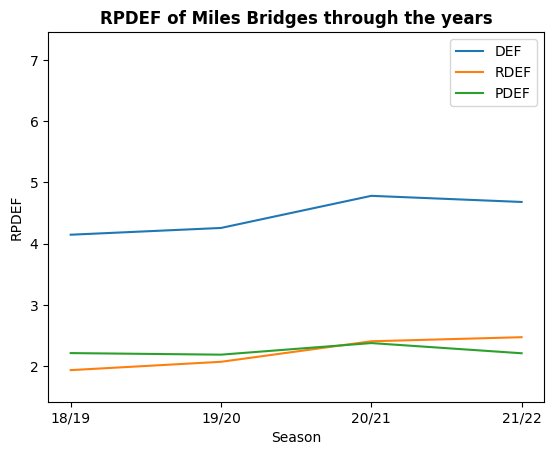 RPDEF of Miles Bridges through the years
DEF
RDEF
PDEF
7
6
5
4
3
2
RPDEF
18/19
19/20
20/21
21/22
Season